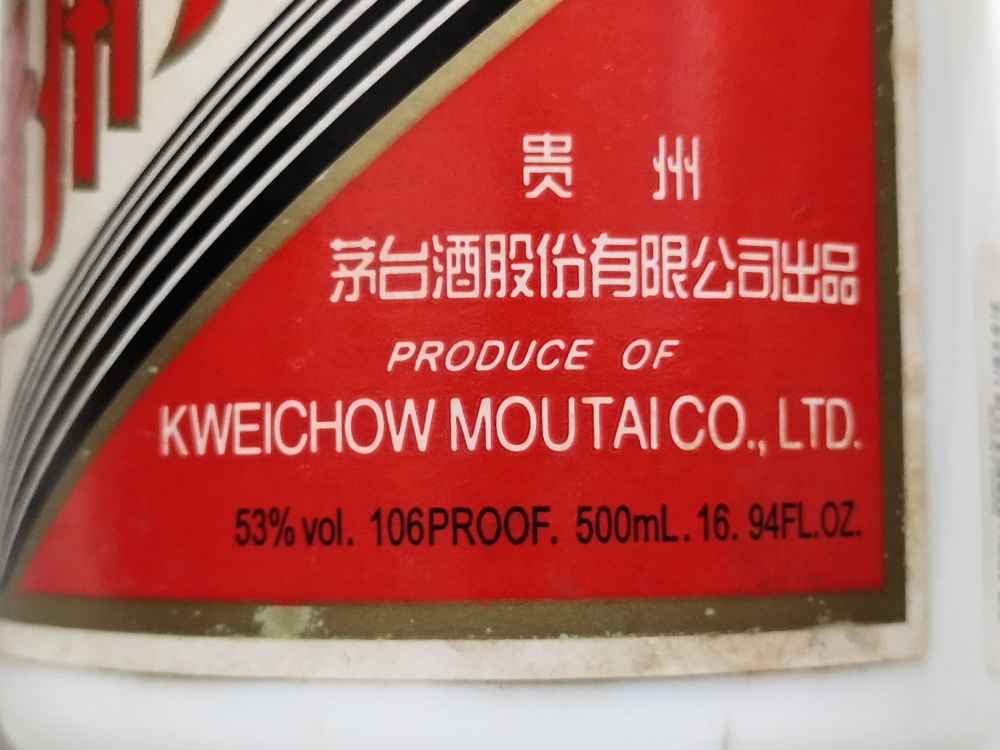 贵 州
茅台酒股份有限公司出品
PRODUCE OF
KWEICHOW MOUTAI CO., LTD.
53% vol. 106PROOF. 500mL. 16. 94FL.OZ.